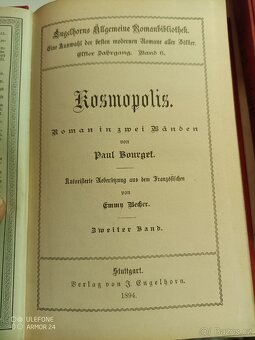 Engelhorns Allgemeine Romanbibliothek.
Eine Auswahl der besten modernen Romane aller Völker.
Elfter Jahrgang. Band 6.
Kosmopolis.
Roman in zwei Bänden
von
Paul Bourget.
Autorisierte Uebersetzung aus dem Französischen
von
Emmy Becher.
Zweiter Band.
Stuttgart.
Verlag von J. Engelhorn.
1894.
ULEFONE
ARMOR 24